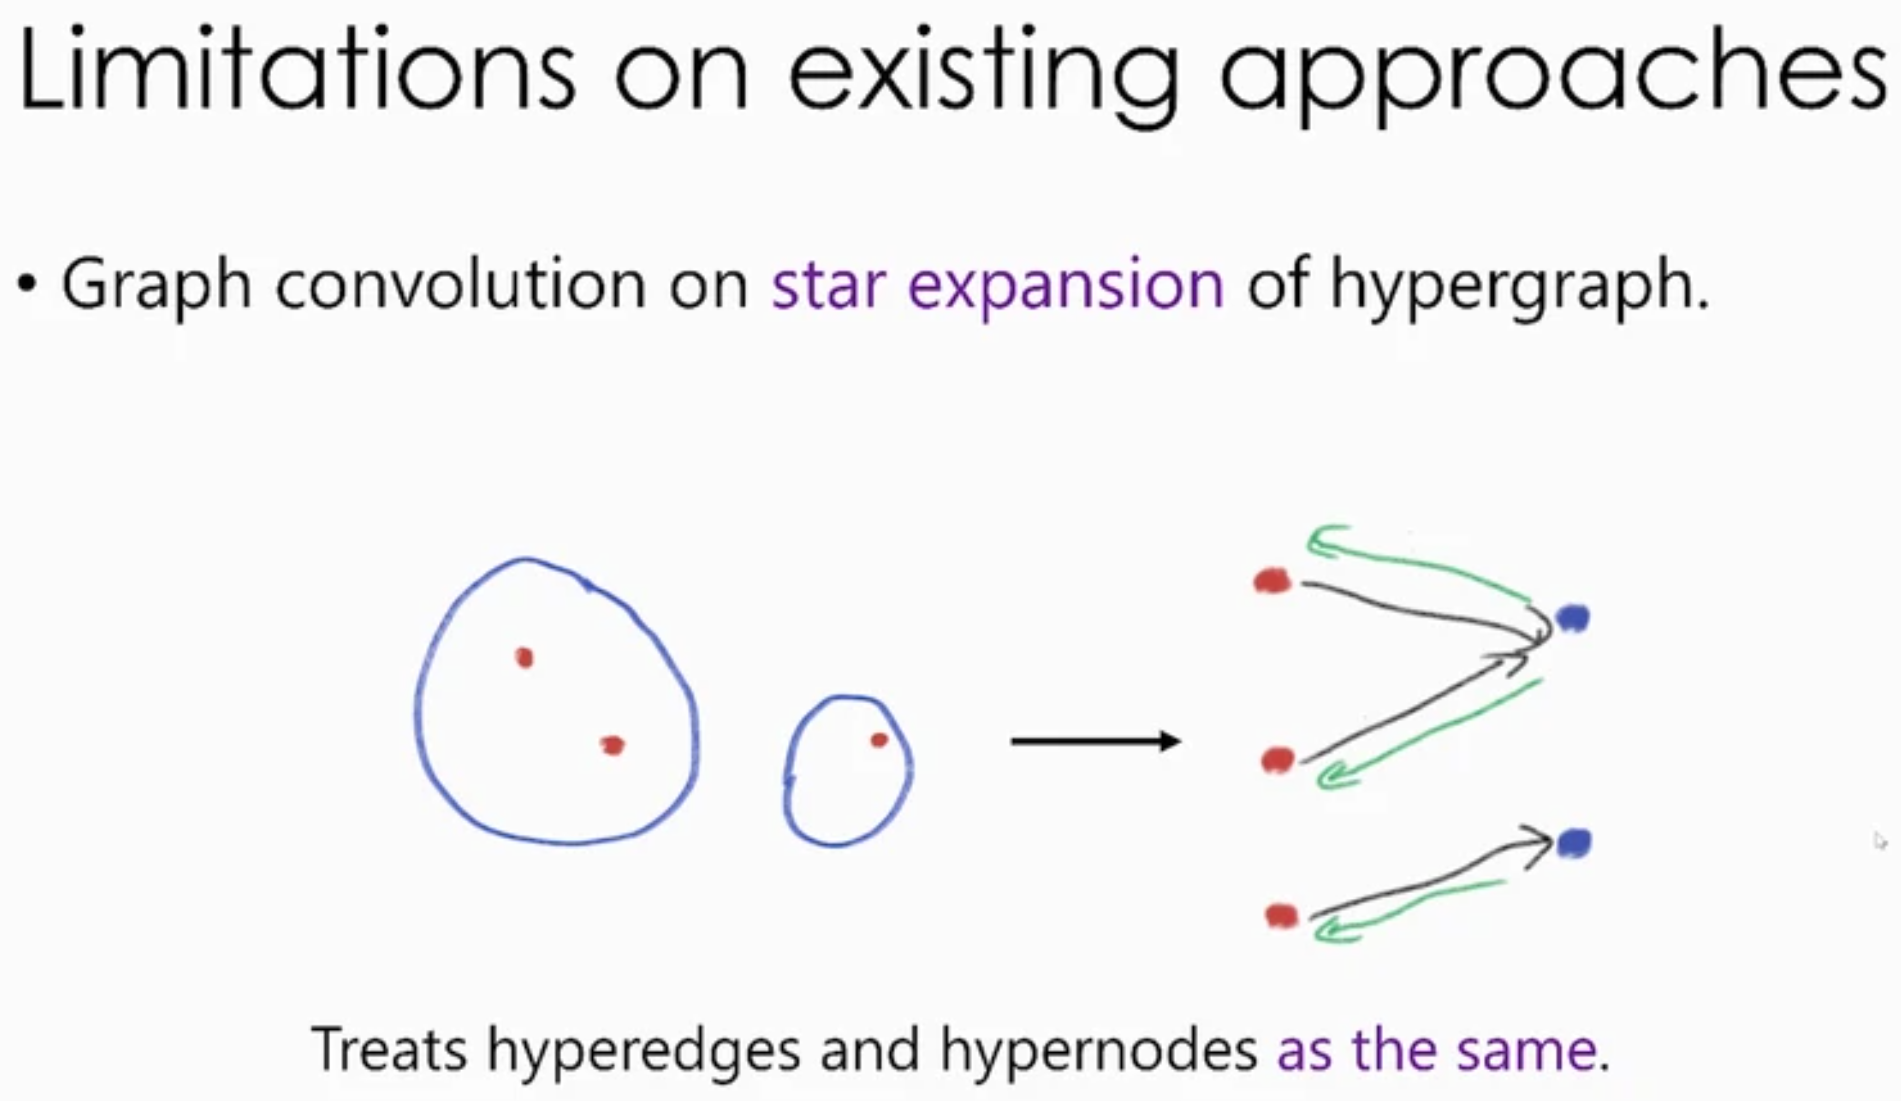 Limitations on existing approaches
• Graph convolution on star expansion of hypergraph.
Treats hyperedges and hypernodes as the same.